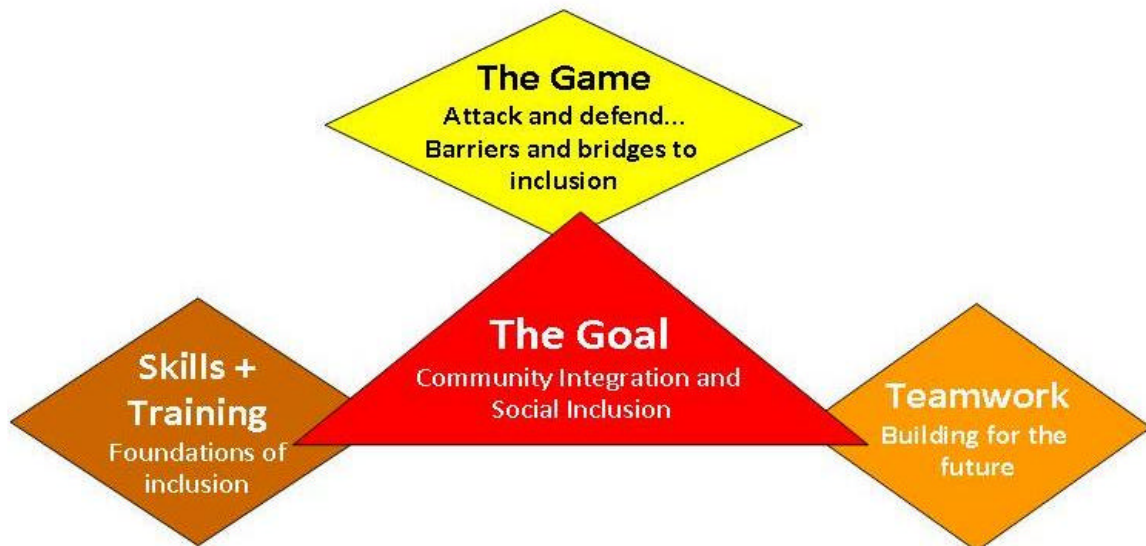 The Game
Attack and defend...
Barriers and bridges to
inclusion
The Goal
Community Integration and
Social Inclusion
Skills +
Training
Foundations of
inclusion
Teamwork
Building for the
future